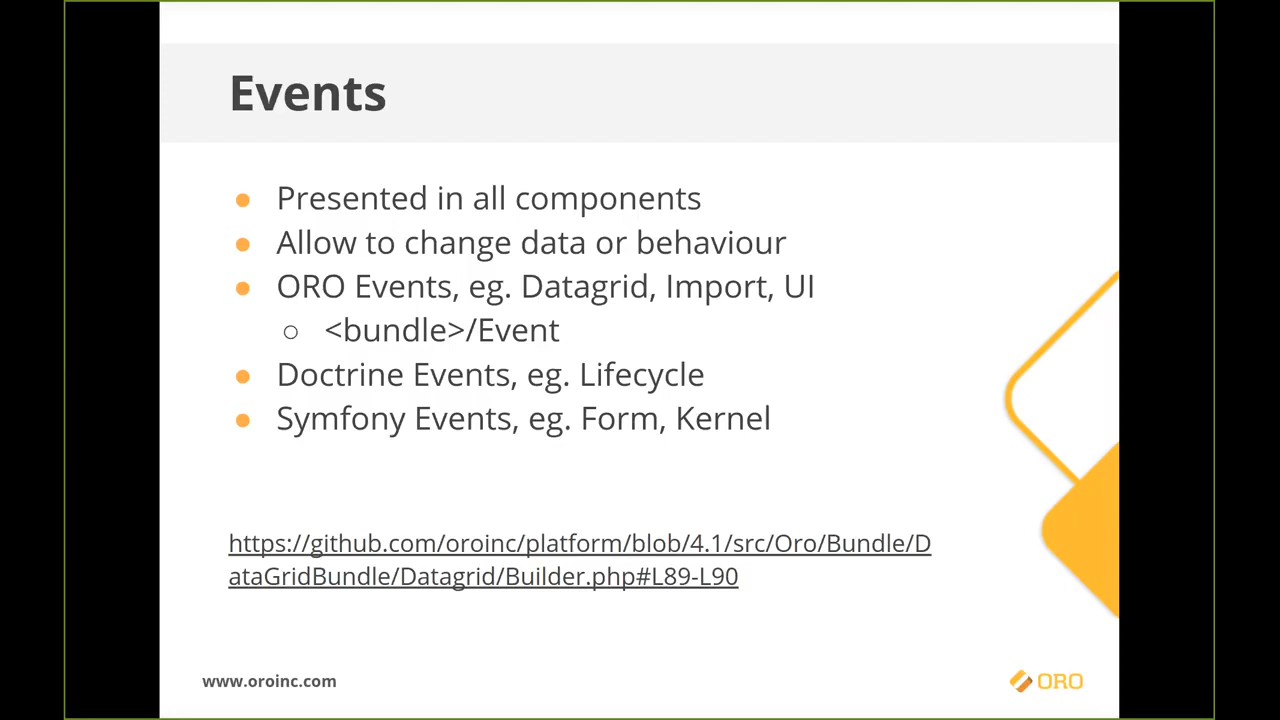 Events
Presented in all components
Allow to change data or behaviour
ORO Events, eg. Datagrid, Import, UI
<bundle>/Event
Doctrine Events, eg. Lifecycle
Symfony Events, eg. Form, Kernel
https://github.com/oroinc/platform/blob/4.1/src/Oro/Bundle/D
ataGridBundle/Datagrid/Builder.php#L89-L90
www.oroinc.com
ORO